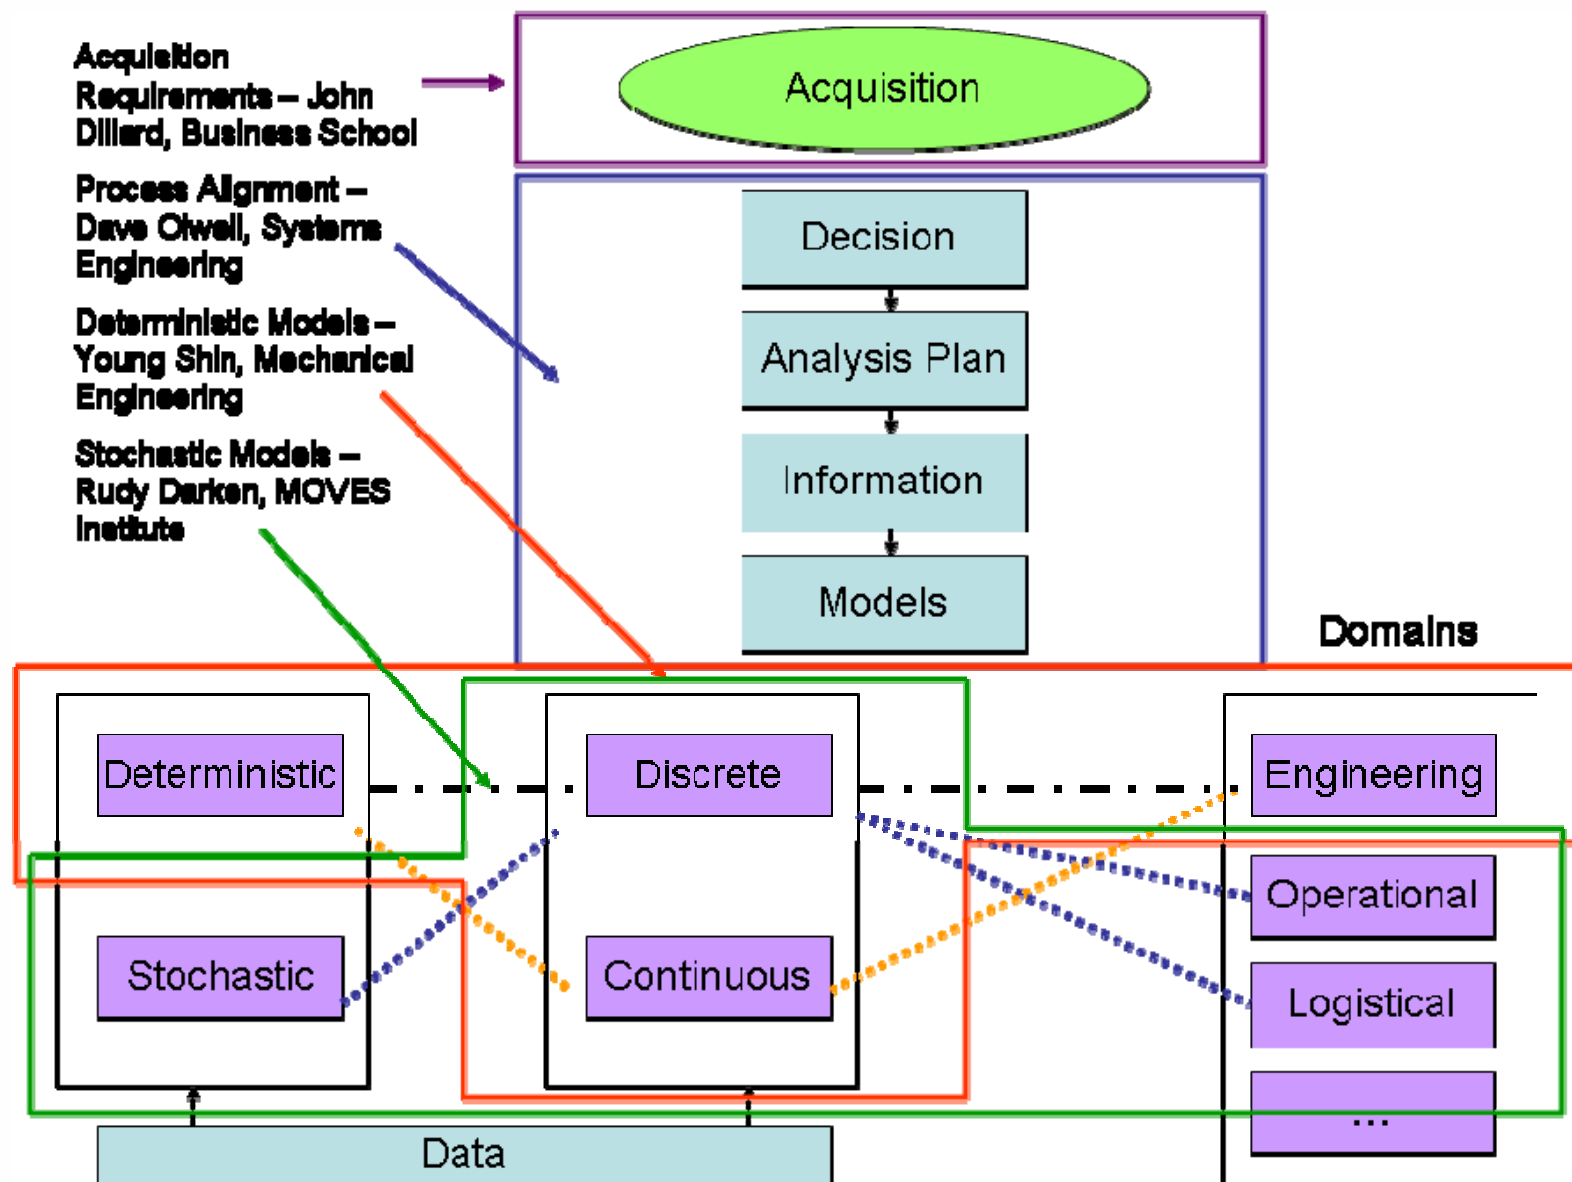 Acquisition
Requirements – John
Dillard, Business School
Process Alignment –
Dave Olwell, Systems
Engineering
Deterministic Models –
Young Shin, Mechanical
Engineering
Stochastic Models –
Rudy Darken, MOVES
Institute
Acquisition
Decision
Analysis Plan
Information
Models
Domains
Deterministic
Discrete
Engineering
Operational
Stochastic
Continuous
Logistical
...
Data